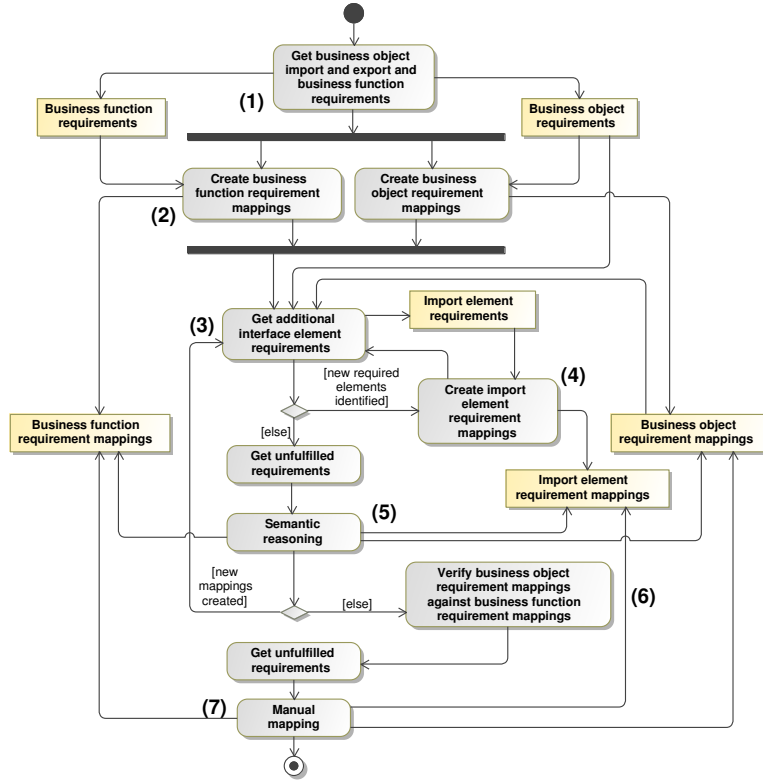 Get business object
import and export and
business function
requirements
(1)
Business function
requirements
Business object
requirements
Create business
function requirement
mappings
(2)
Create business
object requirement
mappings
(3)
Get additional
interface element
requirements
Import element
requirements
[new required
elements
identified]
(4)
Create import
element
requirement
mappings
Business function
requirement mappings
Business object
requirement mappings
[else]
Get unfulfilled
requirements
Import element
requirement mappings
(5)
Semantic
reasoning
[new
mappings
created]
[else]
Verify business object
requirement mappings
against business function
requirement mappings
(6)
Get unfulfilled
requirements
(7)
Manual
mapping